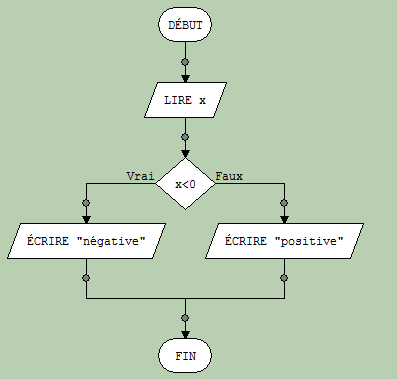 DÉBUT
LIRE x
Vrai
x<0
Faux
ÉCRIRE "négative"
ÉCRIRE "positive"
FIN